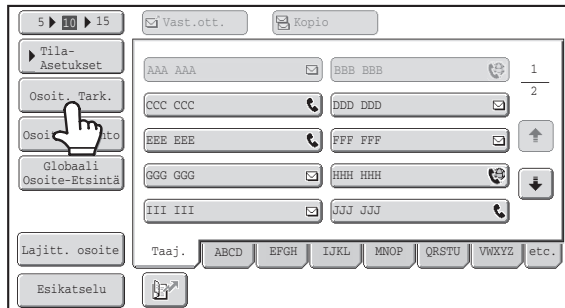 5 10 15
Vast.ott.
Kopio
Tila-
Asetukset
Osoit. Tark.
Globaali
Osoite-Etsintä
Lajitt. osoite
Esikatselu
AAA AAA
BBB BBB
CCC CCC
DDD DDD
EEE EEE
FFF FFF
GGG GGG
HHH HHH
III III
JJJ JJJ
1
2
Taaj. ABCD EFGH IJKL MNOP QRSTU VWXYZ etc.